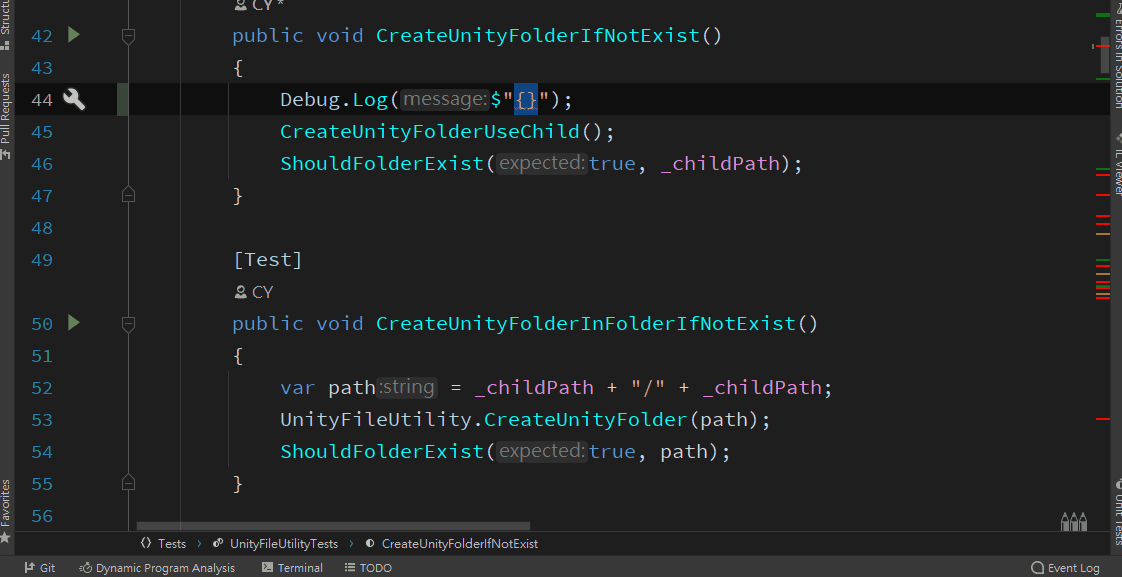 CY *
42 public void CreateUnityFolderIfNotExist()
43 {
44 Debug.Log(message: $"{}");
45 CreateUnityFolderUseChild();
46 ShouldFolderExist(expected: true, _childPath);
47 }
48
49 [Test]
CY
50 public void CreateUnityFolderInFolderIfNotExist()
51 {
52 var path:string = _childPath + "/" + _childPath;
53 UnityFileUtility.CreateUnityFolder(path);
54 ShouldFolderExist(expected: true, path);
55 }
56
Tests › UnityFileUtilityTests › CreateUnityFolderIfNotExist
Git Dynamic Program Analysis Terminal TODO Event Log
Pull Requests
Favorites
Errors In Solution
IL Viewer
Unit Tests